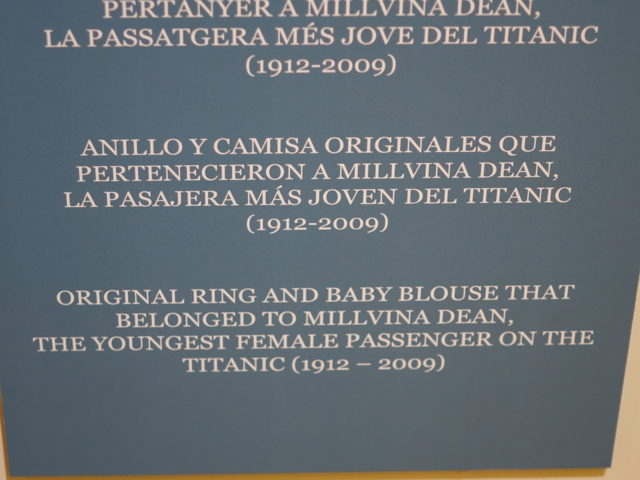 PERTANYER A MILLVINA DEAN,
LA PASSATGERA MÉS JOVE DEL TITANIC
(1912-2009)
ANILLO Y CAMISA ORIGINALES QUE
PERTENECIERON A MILLVINA DEAN,
LA PASAJERA MÁS JOVEN DEL TITANIC
(1912-2009)
ORIGINAL RING AND BABY BLOUSE THAT
BELONGED TO MILLVINA DEAN,
THE YOUNGEST FEMALE PASSENGER ON THE
TITANIC (1912 – 2009)